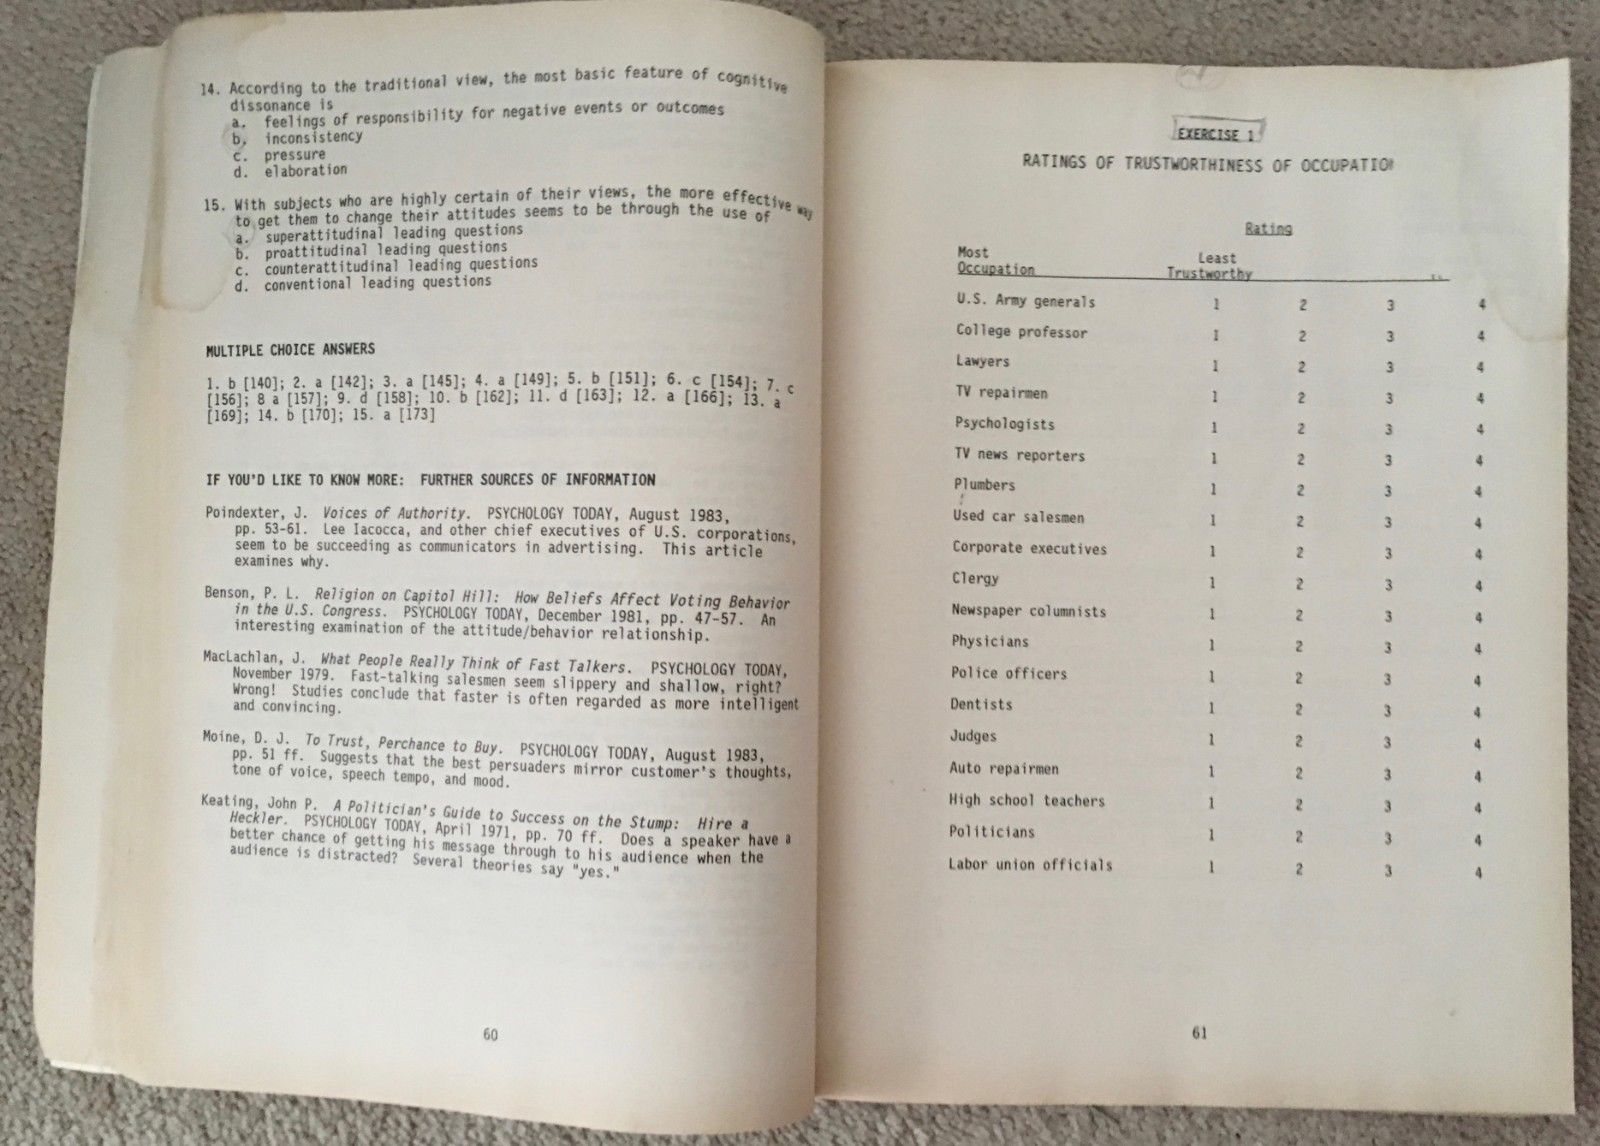 14. According to the traditional view, the most basic feature of cognitive
dissonance is
a. feelings of responsibility for negative events or outcomes
b. inconsistency
c. pressure
d. elaboration
15. With subjects who are highly certain of their views, the more effective way
to get them to change their attitudes seems to be through the use of
a. superattitudinal leading questions
b. proattitudinal leading questions
c. counterattitudinal leading questions
d. conventional leading questions
MULTIPLE CHOICE ANSWERS
1. b [140]; 2. a [142]; 3. a [145]; 4. a [149]; 5. b [151]; 6. c [154]; 7. c
[156]; 8 a [157]; 9. d [158]; 10. b [162]; 11. d [163]; 12. a [166]; 13. a
[169]; 14. b [170]; 15. a [173]
IF YOU'D LIKE TO KNOW MORE: FURTHER SOURCES OF INFORMATION
Poindexter, J. Voices of Authority. PSYCHOLOGY TODAY, August 1983,
pp. 53-61. Lee Iacocca, and other chief executives of U.S. corporations,
seem to be succeeding as communicators in advertising. This article
examines why.
Benson, P. L. Religion on Capitol Hill: How Beliefs Affect Voting Behavior
in the U.S. Congress. PSYCHOLOGY TODAY, December 1981, pp. 47-57. An
interesting examination of the attitude/behavior relationship.
MacLachlan, J. What People Really Think of Fast Talkers. PSYCHOLOGY TODAY,
November 1979. Fast-talking salesmen seem slippery and shallow, right?
Wrong! Studies conclude that faster is often regarded as more intelligent
and convincing.
Moine, D. J. To Trust, Perchance to Buy. PSYCHOLOGY TODAY, August 1983,
pp. 51 ff. Suggests that the best persuaders mirror customer's thoughts,
tone of voice, speech tempo, and mood.
Keating, John P. A Politician's Guide to Success on the Stump: Hire a
Heckler. PSYCHOLOGY TODAY, April 1971, pp. 70 ff. Does a speaker have a
better chance of getting his message through to his audience when the
audience is distracted? Several theories say "yes."
60
EXERCISE 1
RATINGS OF TRUSTWORTHINESS OF OCCUPATION
Rating
Most Least
Occupation Trustworthy
U.S. Army generals 1 2 3 4
College professor 1 2 3 4
Lawyers 1 2 3 4
TV repairmen 1 2 3 4
Psychologists 1 2 3 4
TV news reporters 1 2 3 4
Plumbers 1 2 3 4
Used car salesmen 1 2 3 4
Corporate executives 1 2 3 4
Clergy 1 2 3 4
Newspaper columnists 1 2 3 4
Physicians 1 2 3 4
Police officers 1 2 3 4
Dentists 1 2 3 4
Judges 1 2 3 4
Auto repairmen 1 2 3 4
High school teachers 1 2 3 4
Politicians 1 2 3 4
Labor union officials 1 2 3 4
61